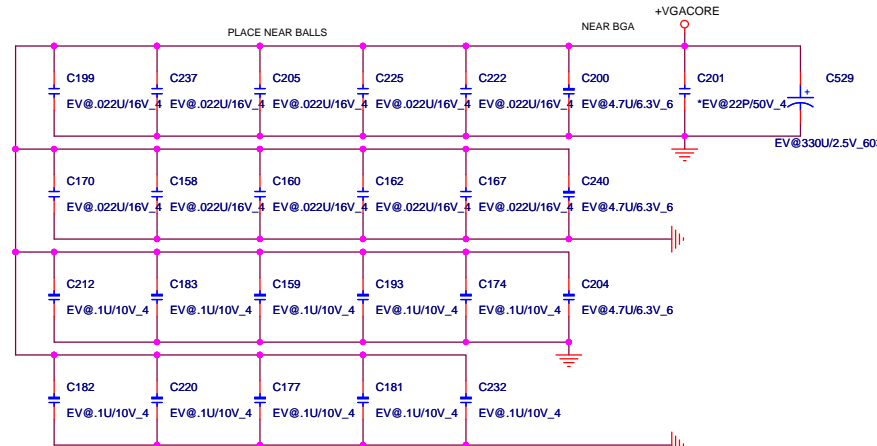 +VGACORE
PLACE NEAR BALLS
NEAR BGA
C199 C237 C205 C225 C222 C200 C201 C529
EV@.022U/16V_4 EV@.022U/16V_4 EV@.022U/16V_4 EV@.022U/16V_4 EV@.022U/16V_4 EV@4.7U/6.3V_6 *EV@22P/50V_4
EV@330U/2.5V_603
C170 C158 C160 C162 C167 C240
EV@.022U/16V_4 EV@.022U/16V_4 EV@.022U/16V_4 EV@.022U/16V_4 EV@.022U/16V_4 EV@4.7U/6.3V_6
C212 C183 C159 C193 C174 C204
EV@.1U/10V_4 EV@.1U/10V_4 EV@.1U/10V_4 EV@.1U/10V_4 EV@.1U/10V_4 EV@4.7U/6.3V_6
C182 C220 C177 C181 C232
EV@.1U/10V_4 EV@.1U/10V_4 EV@.1U/10V_4 EV@.1U/10V_4 EV@.1U/10V_4